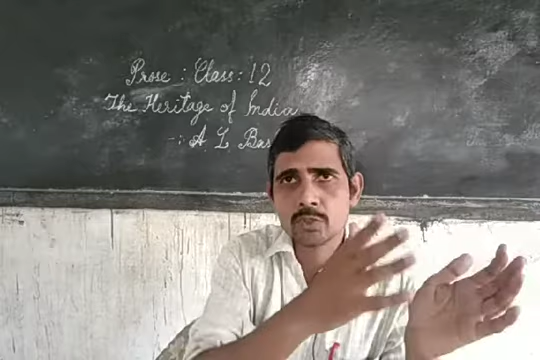 Prose : Class : 12
The Heritage of India
-: A L